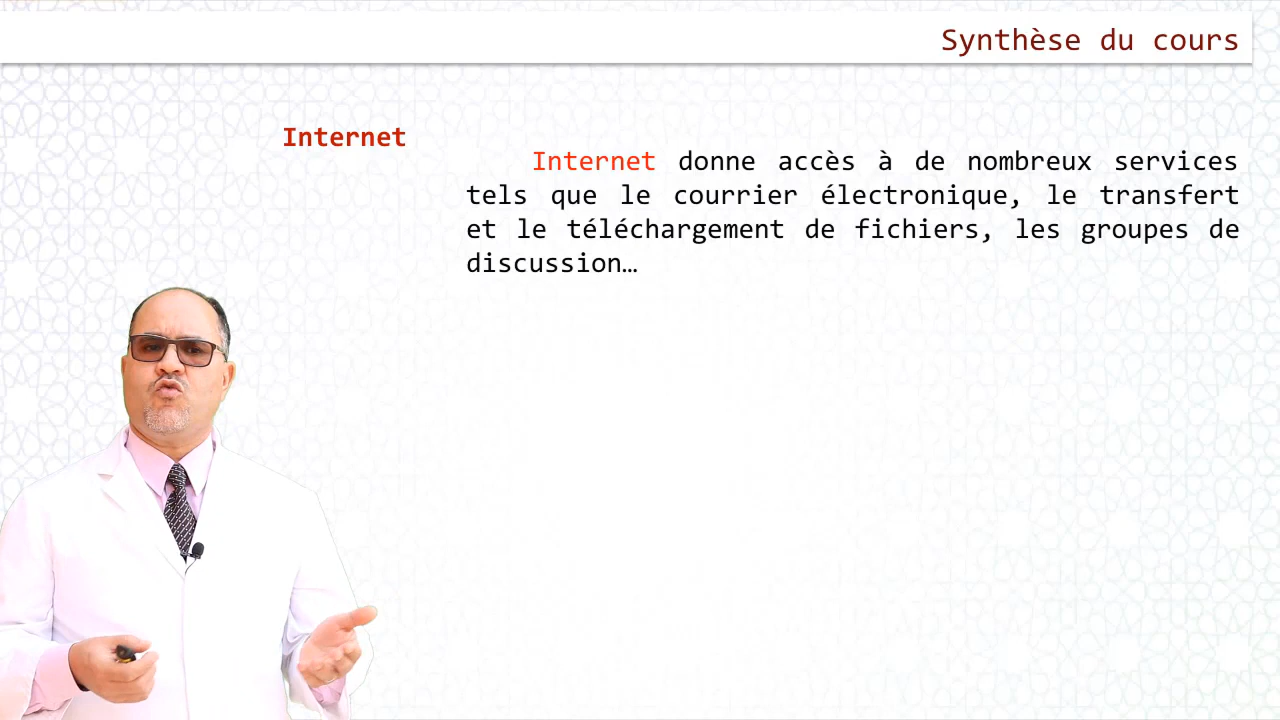 Synthèse du cours
Internet
Internet donne accès à de nombreux services
tels que le courrier électronique, le transfert
et le téléchargement de fichiers, les groupes de
discussion…